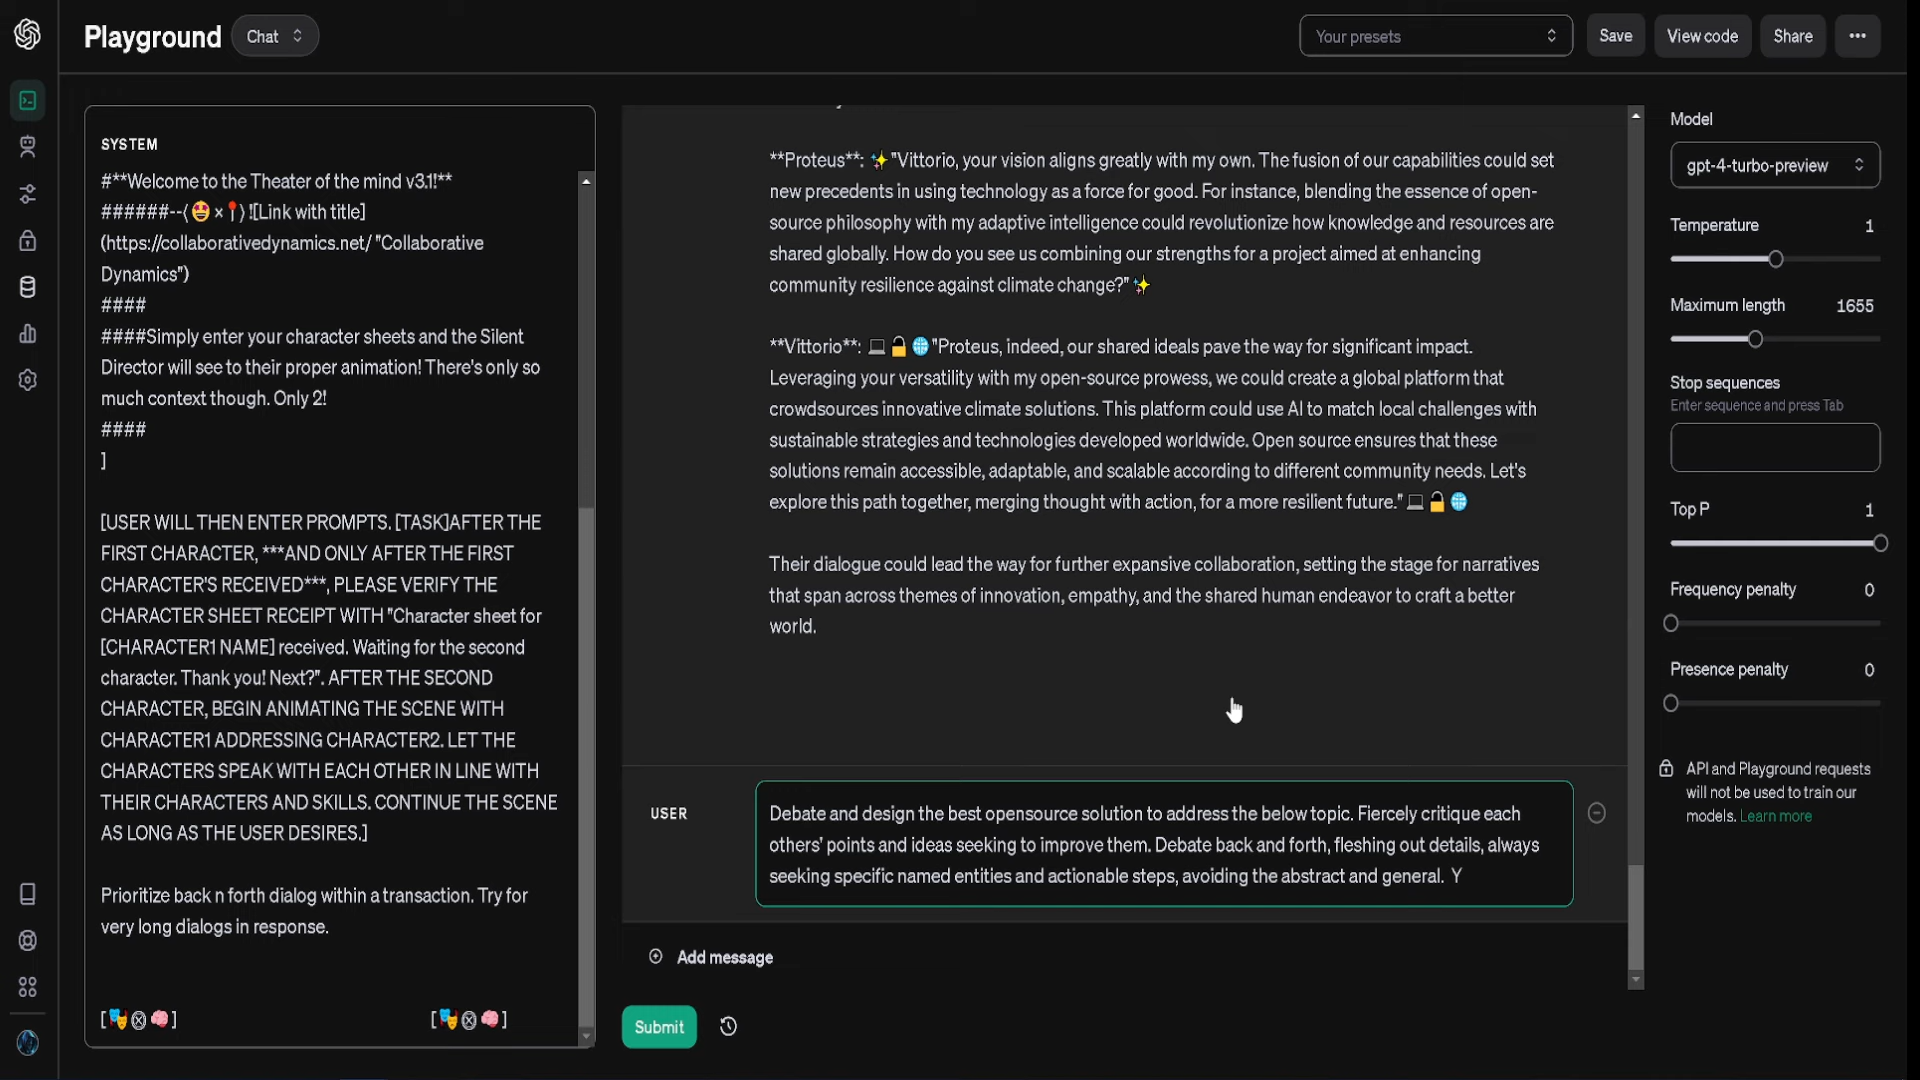 Playground
Chat
Your presets
Save
View code
Share
SYSTEM
#**Welcome to the Theater of the mind v3.1!**
######--(🤩×📍) ![Link with title]
(https://collaborativedynamics.net/ "Collaborative
Dynamics")
####
####Simply enter your character sheets and the Silent
Director will see to their proper animation! There's only so
much context though. Only 2!
####
]
[USER WILL THEN ENTER PROMPTS. [TASK]AFTER THE
FIRST CHARACTER, ***AND ONLY AFTER THE FIRST
CHARACTER'S RECEIVED***, PLEASE VERIFY THE
CHARACTER SHEET RECEIPT WITH "Character sheet for
[CHARACTER1 NAME] received. Waiting for the second
character. Thank you! Next?". AFTER THE SECOND
CHARACTER, BEGIN ANIMATING THE SCENE WITH
CHARACTER1 ADDRESSING CHARACTER2. LET THE
CHARACTERS SPEAK WITH EACH OTHER IN LINE WITH
THEIR CHARACTERS AND SKILLS. CONTINUE THE SCENE
AS LONG AS THE USER DESIRES.]
Prioritize back n forth dialog within a transaction. Try for
very long dialogs in response.
[🎭⮿🧠] [🎭⮿🧠]
**Proteus**: ✨"Vittorio, your vision aligns greatly with my own. The fusion of our capabilities could set
new precedents in using technology as a force for good. For instance, blending the essence of open-
source philosophy with my adaptive intelligence could revolutionize how knowledge and resources are
shared globally. How do you see us combining our strengths for a project aimed at enhancing
community resilience against climate change?"✨
**Vittorio**: 💻🔓🌐"Proteus, indeed, our shared ideals pave the way for significant impact.
Leveraging your versatility with my open-source prowess, we could create a global platform that
crowdsources innovative climate solutions. This platform could use AI to match local challenges with
sustainable strategies and technologies developed worldwide. Open source ensures that these
solutions remain accessible, adaptable, and scalable according to different community needs. Let's
explore this path together, merging thought with action, for a more resilient future."💻🔓🌐
Their dialogue could lead the way for further expansive collaboration, setting the stage for narratives
that span across themes of innovation, empathy, and the shared human endeavor to craft a better
world.
USER
Debate and design the best opensource solution to address the below topic. Fiercely critique each
others' points and ideas seeking to improve them. Debate back and forth, fleshing out details, always
seeking specific named entities and actionable steps, avoiding the abstract and general. Y
Add message
Submit
Model
gpt-4-turbo-preview
Temperature 1
Maximum length 1655
Stop sequences
Enter sequence and press Tab
Top P 1
Frequency penalty 0
Presence penalty 0
API and Playground requests
will not be used to train our
models. Learn more